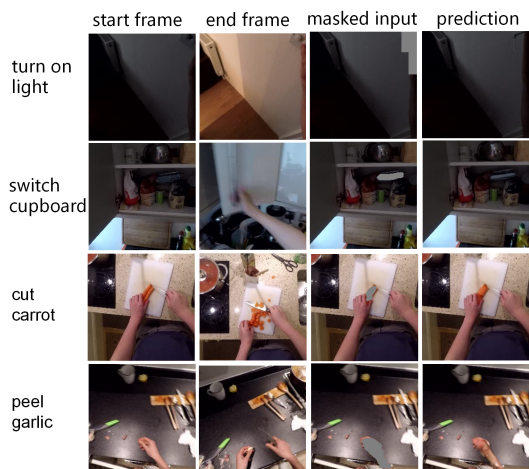 start frame end frame masked input prediction
turn on
light
switch
cupboard
cut
carrot
peel
garlic